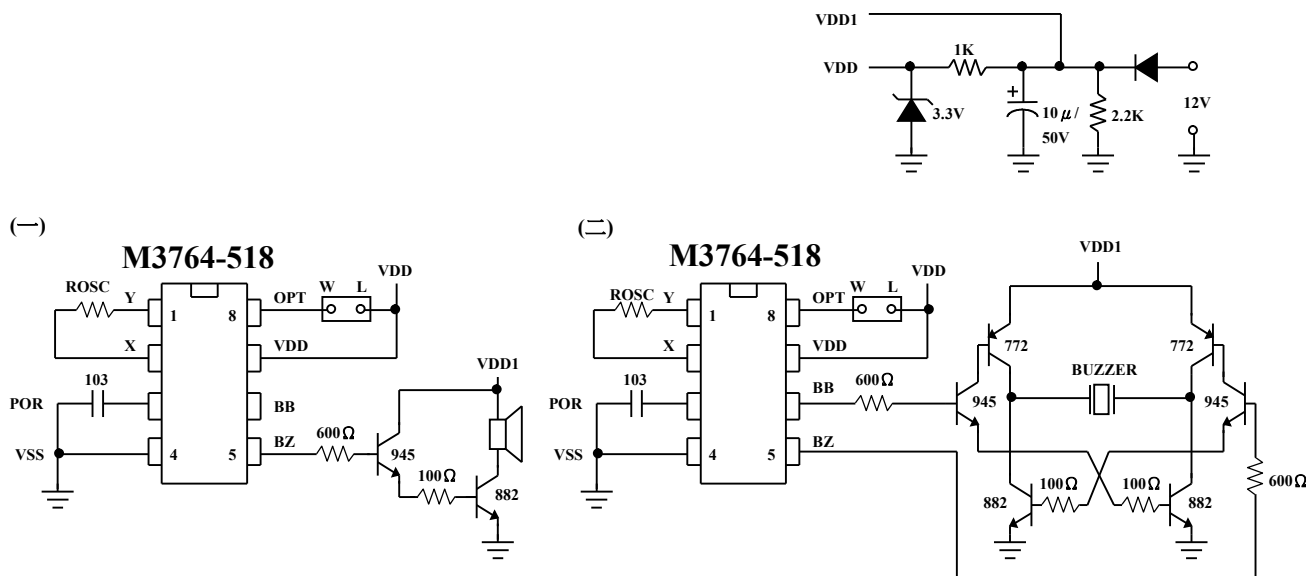 VDD1
1K
VDD
3.3V
10μ/
50V
2.2K
12V
(一)
M3764-518
ROSC
Y
1
8
OPT
W
L
VDD
X
VDD
VDD1
103
POR
BB
VSS
4
5
BZ
600Ω
945
100Ω
882
(二)
M3764-518
ROSC
Y
1
8
OPT
W
L
VDD
X
VDD
103
POR
BB
600Ω
VSS
4
5
BZ
VDD1
772
772
BUZZER
945
945
100Ω
100Ω
882
882
600Ω